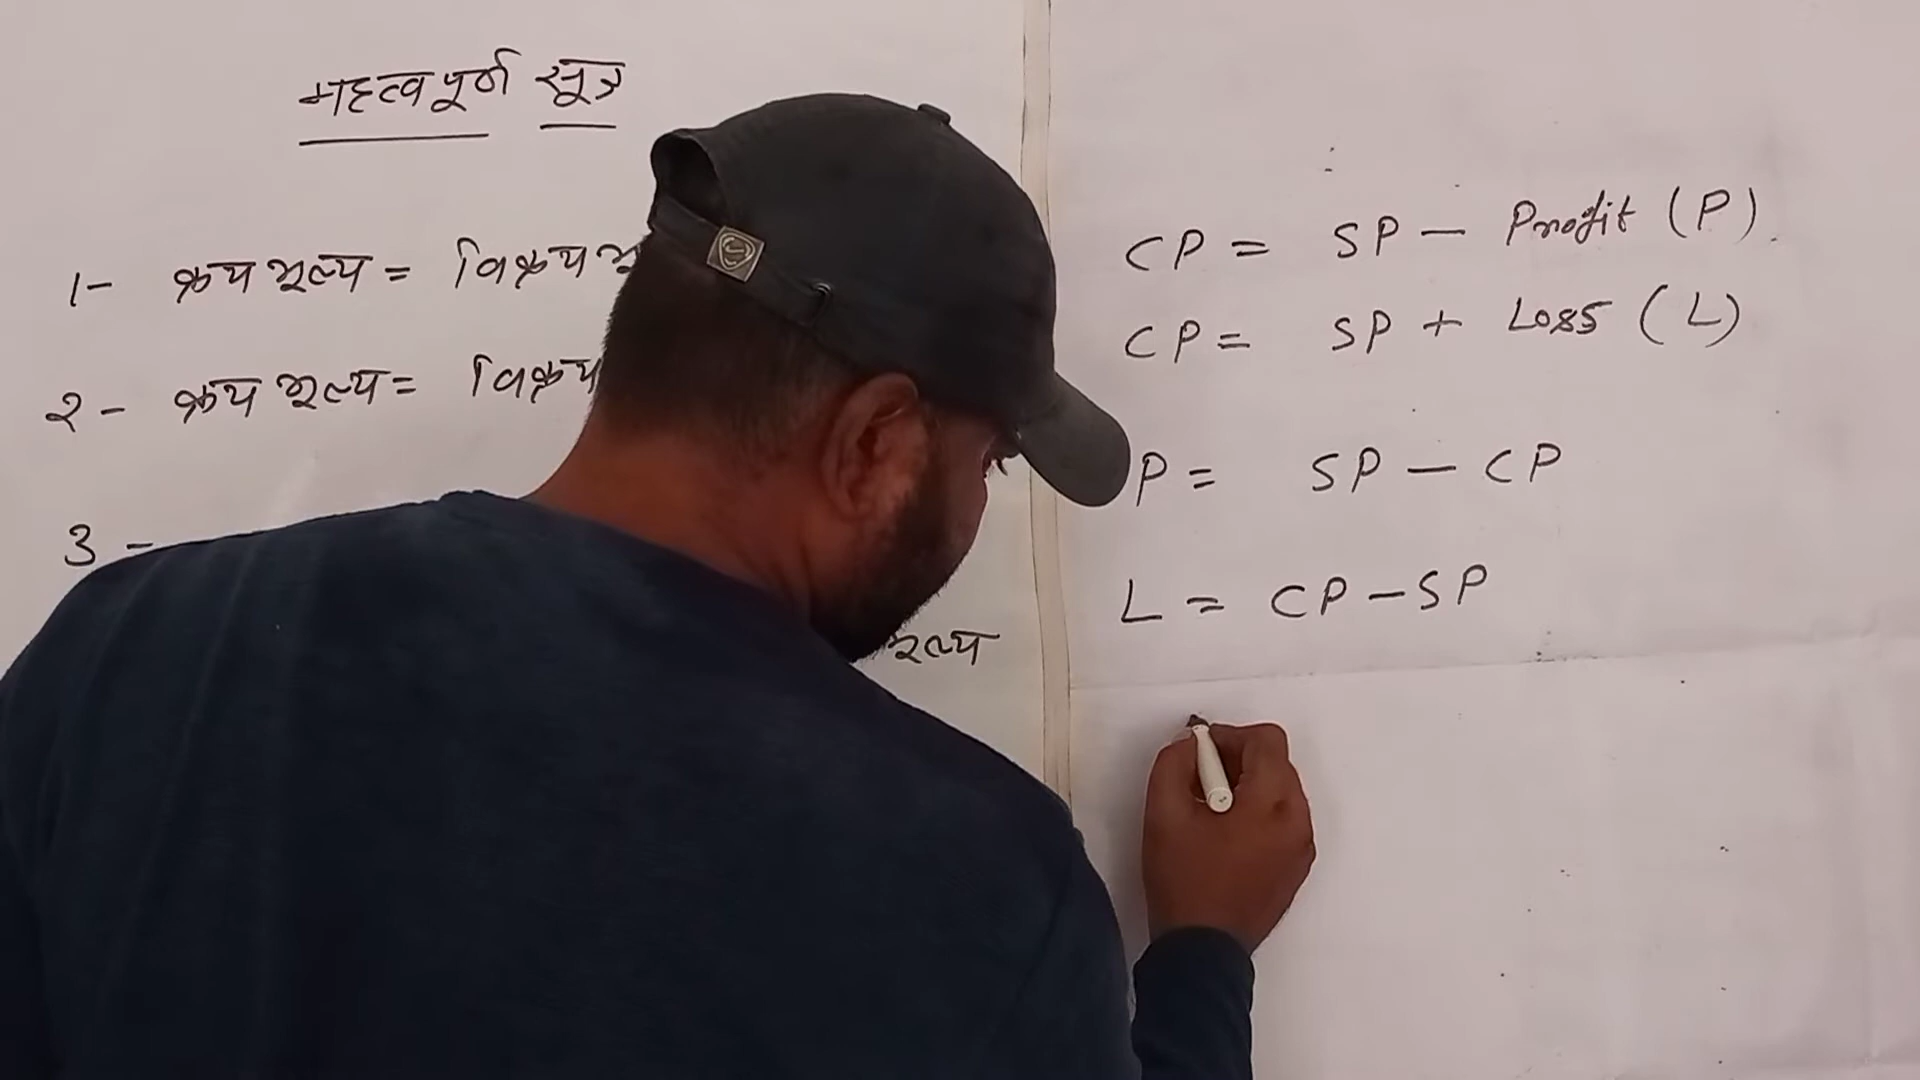 महत्वपूर्ण सूत्र
1- क्रय मूल्य = विक्रय
2- क्रय मूल्य = विक्रय
3-
मूल्य
CP = SP - Profit (P)
CP = SP + Loss (L)
P = SP - CP
L = CP - SP